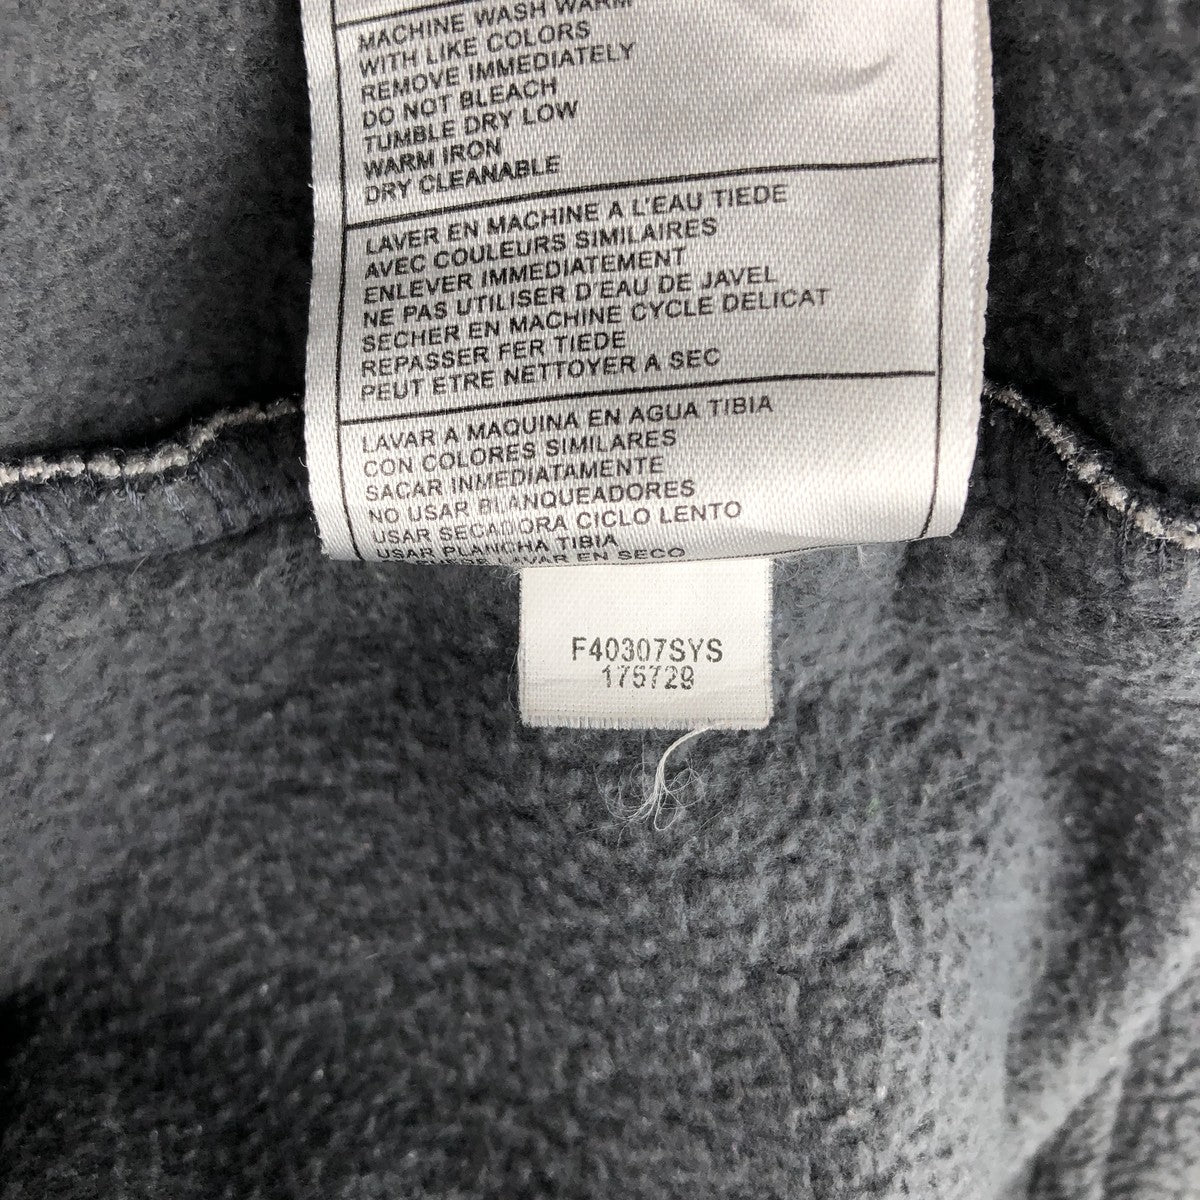 MACHINE WASH WARM
WITH LIKE COLORS
REMOVE IMMEDIATELY
DO NOT BLEACH
TUMBLE DRY LOW
WARM IRON
DRY CLEANABLE
LAVER EN MACHINE A L'EAU TIEDE
AVEC COULEURS SIMILAIRES
ENLEVER IMMEDIATEMENT
NE PAS UTILISER D'EAU DE JAVEL
SECHER EN MACHINE CYCLE DELICAT
REPASSER FER TIEDE
PEUT ETRE NETTOYER A SEC
LAVAR A MAQUINA EN AGUA TIBIA
CON COLORES SIMILARES
SACAR INMEDIATAMENTE
NO USAR BLANQUEADORES
USAR SECADORA CICLO LENTO
USAR PLANCHA TIBIA
LAVAR EN SECO
F40307SYS
175729